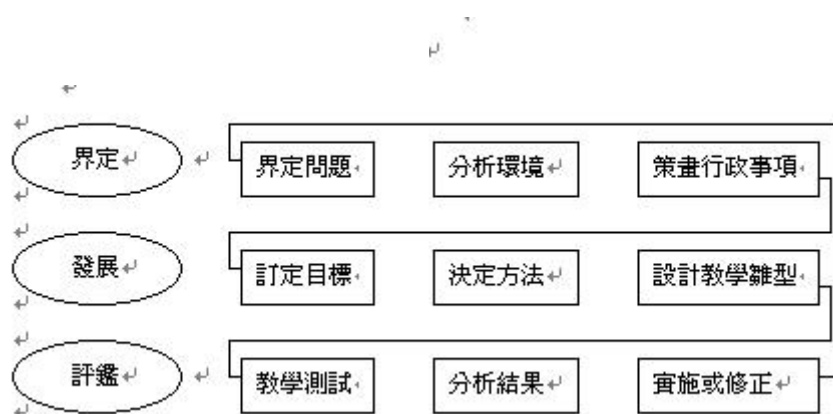 界定 界定問題 分析環境 策畫行政事項
發展 訂定目標 決定方法 設計教學雛型
評鑑 教學測試 分析結果 實施或修正